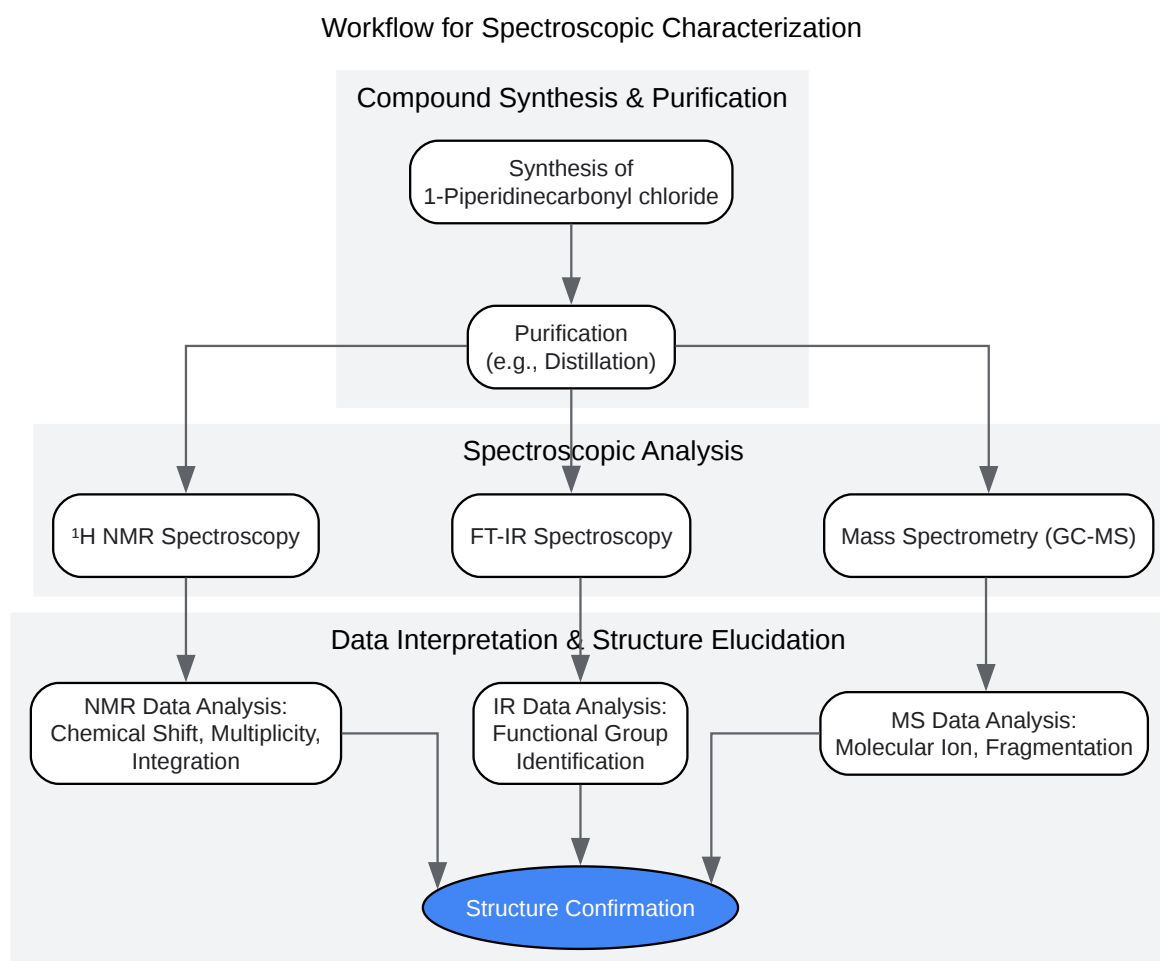 Workflow for Spectroscopic Characterization
Compound Synthesis & Purification
Synthesis of
1-Piperidinecarbonyl chloride
Purification
(e.g., Distillation)
Spectroscopic Analysis
¹H NMR Spectroscopy
FT-IR Spectroscopy
Mass Spectrometry (GC-MS)
Data Interpretation & Structure Elucidation
NMR Data Analysis:
Chemical Shift, Multiplicity,
Integration
IR Data Analysis:
Functional Group
Identification
MS Data Analysis:
Molecular Ion, Fragmentation
Structure Confirmation